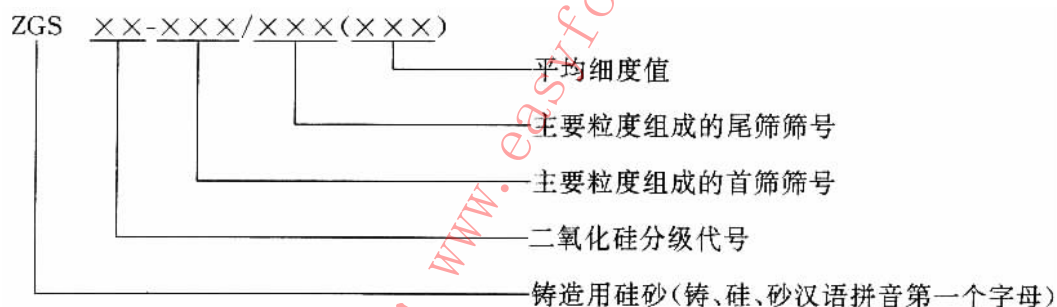 ZGS ××-×××/×××(×××)
平均细度值
主要粒度组成的尾筛筛号
主要粒度组成的首筛筛号
二氧化硅分级代号
铸造用硅砂(铸、硅、砂汉语拼音第一个字母)
www.easyfo